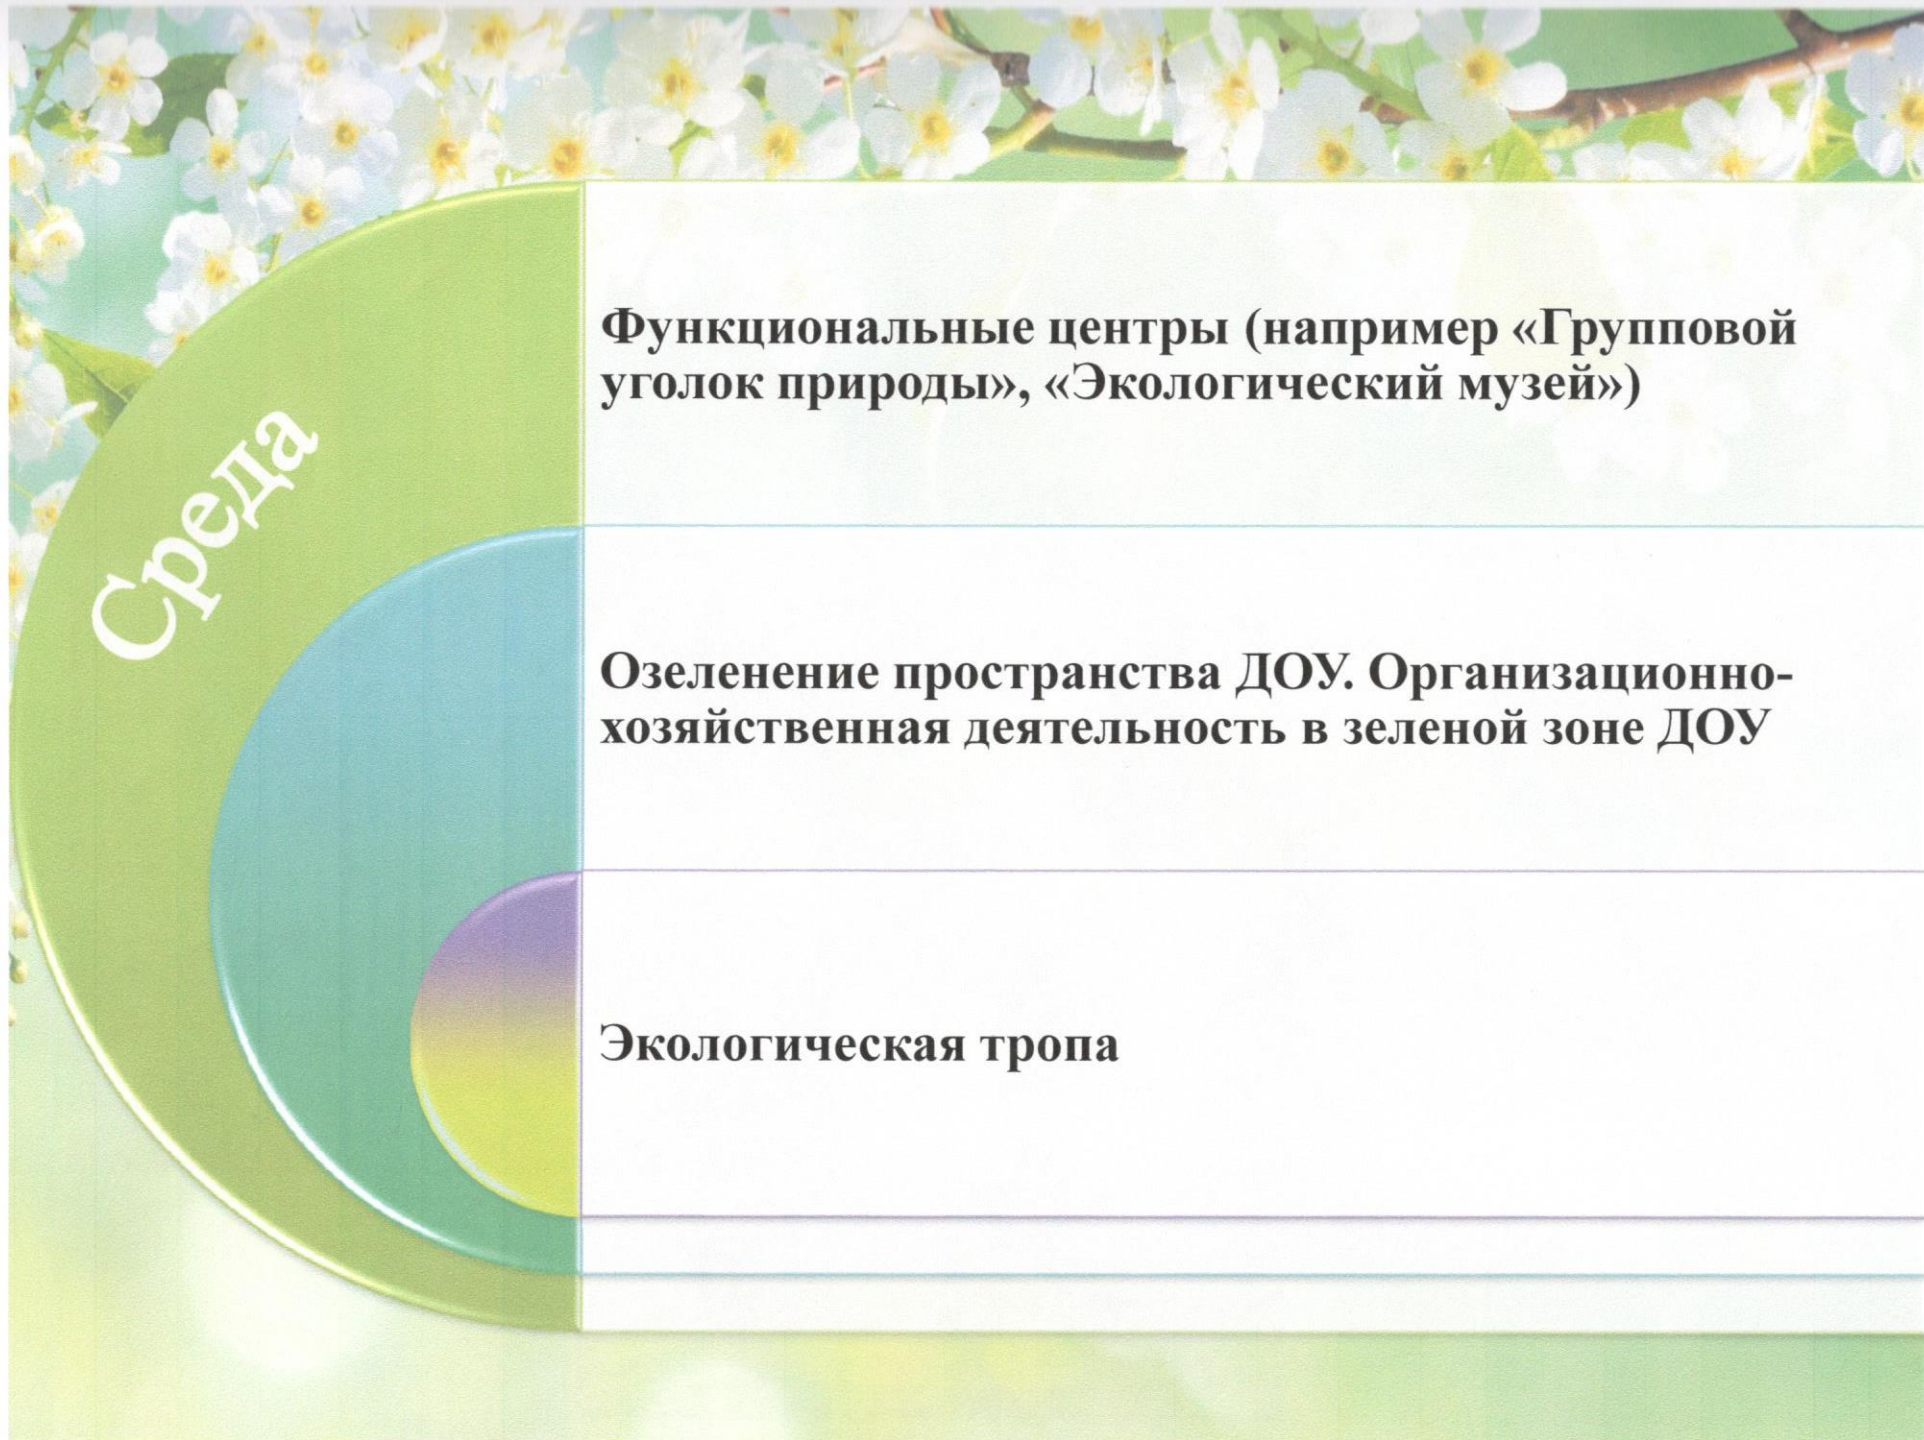 Среда
Функциональные центры (например «Групповой
уголок природы», «Экологический музей»)
Озеленение пространства ДОУ. Организационно-
хозяйственная деятельность в зеленой зоне ДОУ
Экологическая тропа